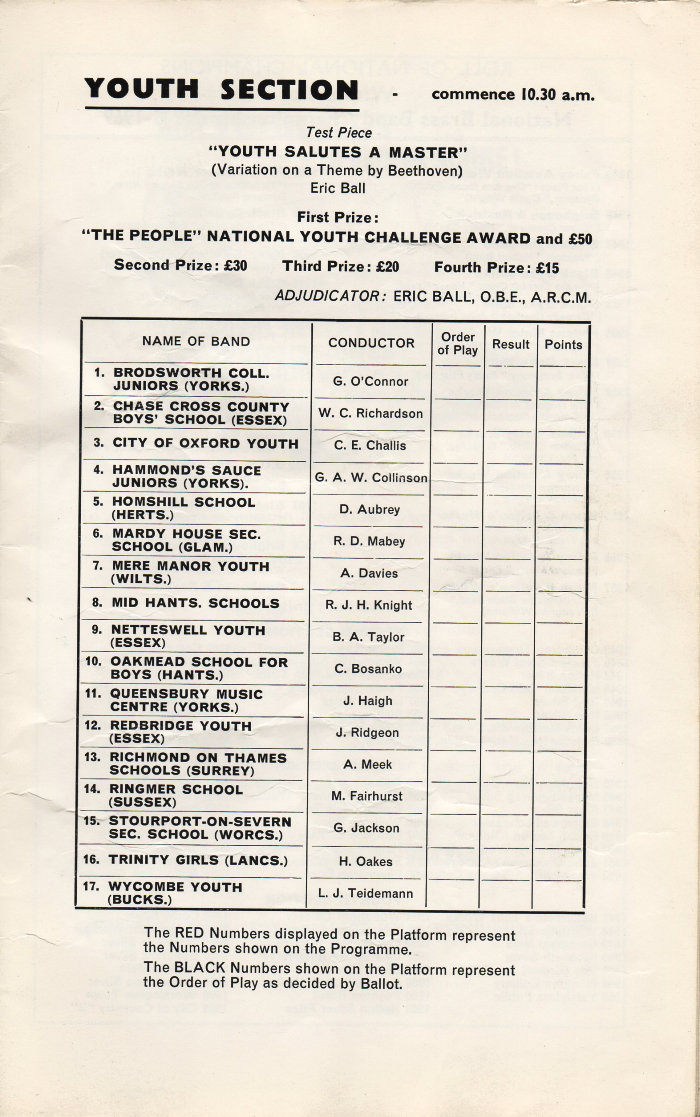 YOUTH SECTION - commence 10.30 a.m.
Test Piece
"YOUTH SALUTES A MASTER"
(Variation on a Theme by Beethoven)
Eric Ball
First Prize:
"THE PEOPLE" NATIONAL YOUTH CHALLENGE AWARD and £50
Second Prize: £30 Third Prize: £20 Fourth Prize: £15
ADJUDICATOR: ERIC BALL, O.B.E., A.R.C.M.
NAME OF BAND CONDUCTOR Order of Play Result Points
1. BRODSWORTH COLL.
JUNIORS (YORKS.) G. O'Connor
2. CHASE CROSS COUNTY
BOYS' SCHOOL (ESSEX) W. C. Richardson
3. CITY OF OXFORD YOUTH C. E. Challis
4. HAMMOND'S SAUCE
JUNIORS (YORKS). G. A. W. Collinson
5. HOMSHILL SCHOOL
(HERTS.) D. Aubrey
6. MARDY HOUSE SEC.
SCHOOL (GLAM.) R. D. Mabey
7. MERE MANOR YOUTH
(WILTS.) A. Davies
8. MID HANTS. SCHOOLS R. J. H. Knight
9. NETTESWELL YOUTH
(ESSEX) B. A. Taylor
10. OAKMEAD SCHOOL FOR
BOYS (HANTS.) C. Bosanko
11. QUEENSBURY MUSIC
CENTRE (YORKS.) J. Haigh
12. REDBRIDGE YOUTH
(ESSEX) J. Ridgeon
13. RICHMOND ON THAMES
SCHOOLS (SURREY) A. Meek
14. RINGMER SCHOOL
(SUSSEX) M. Fairhurst
15. STOURPORT-ON-SEVERN
SEC. SCHOOL (WORCS.) G. Jackson
16. TRINITY GIRLS (LANCS.) H. Oakes
17. WYCOMBE YOUTH
(BUCKS.) L. J. Teidemann
The RED Numbers displayed on the Platform represent
the Numbers shown on the Programme.
The BLACK Numbers shown on the Platform represent
the Order of Play as decided by Ballot.